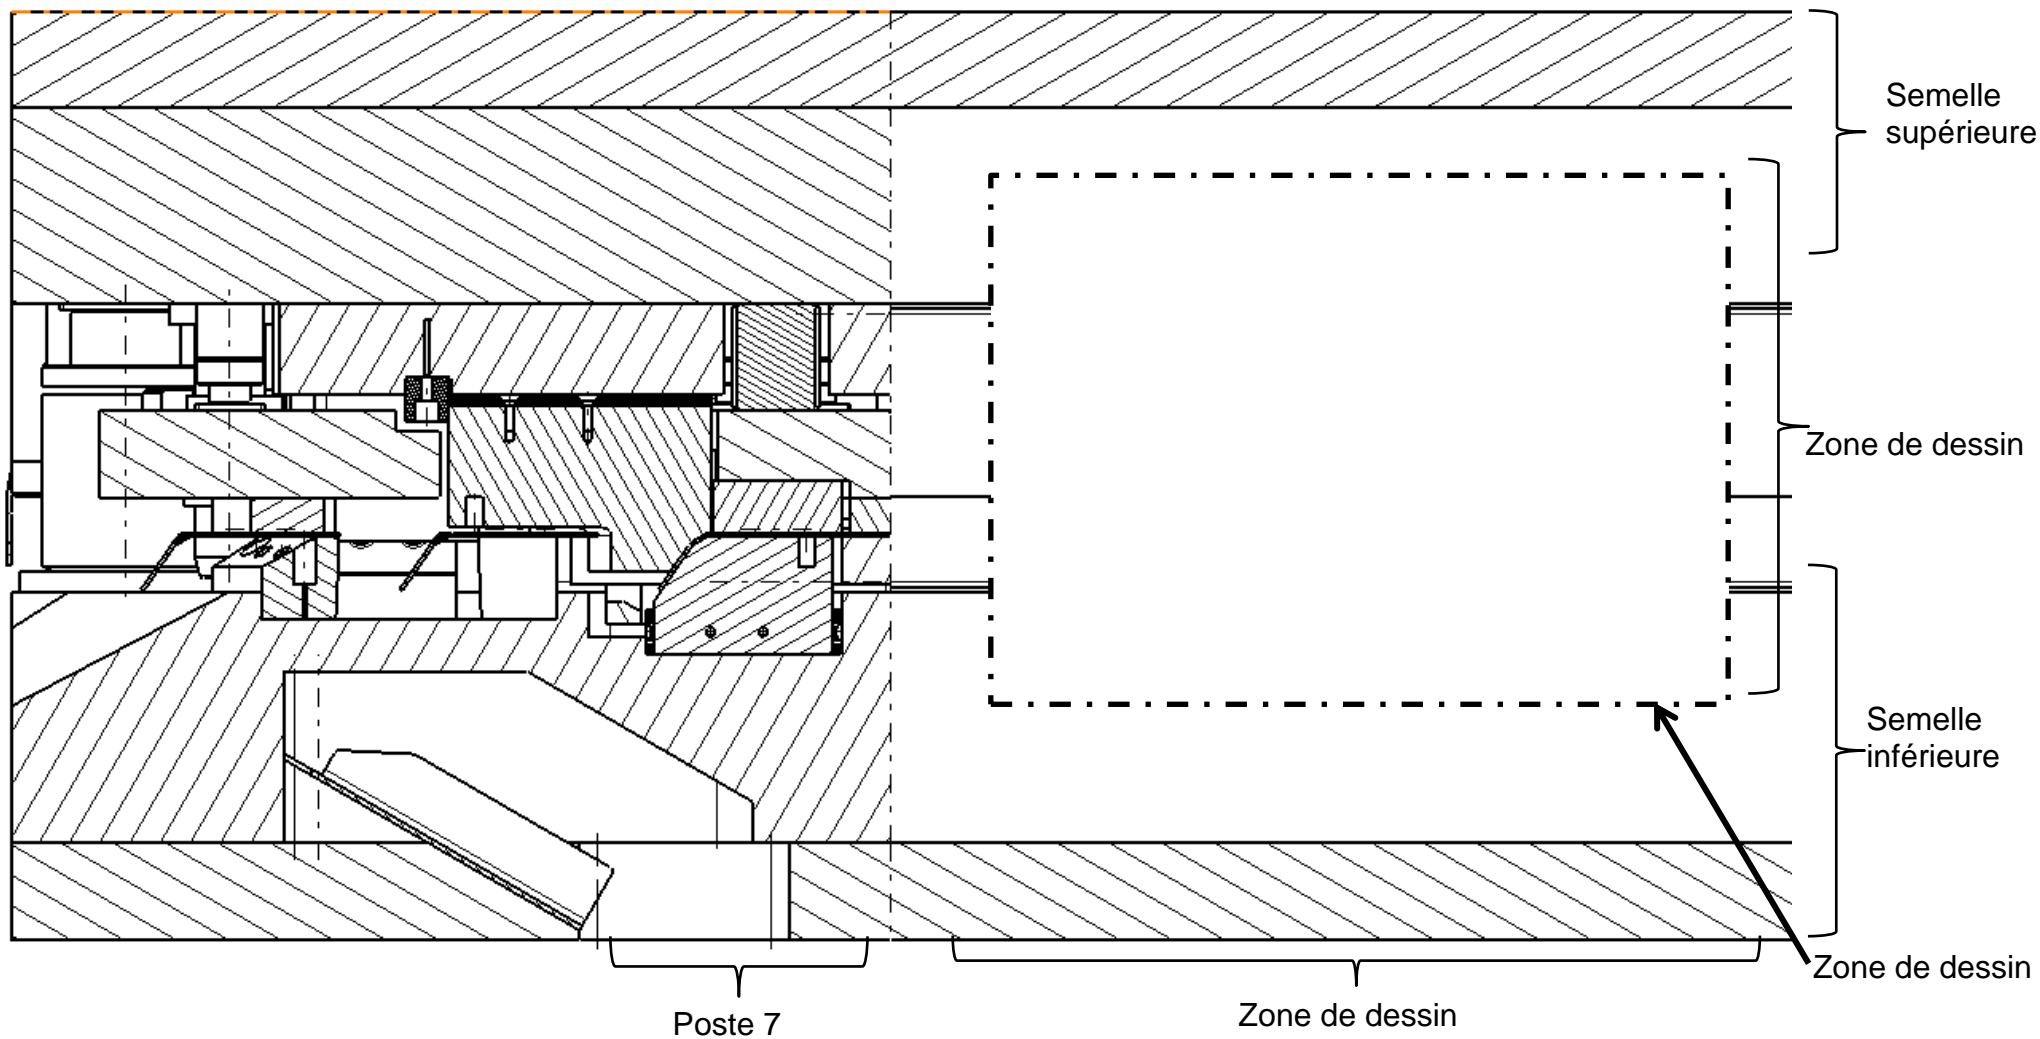 Semelle
supérieure
Zone de dessin
Semelle
inférieure
Zone de dessin
Zone de dessin
Poste 7